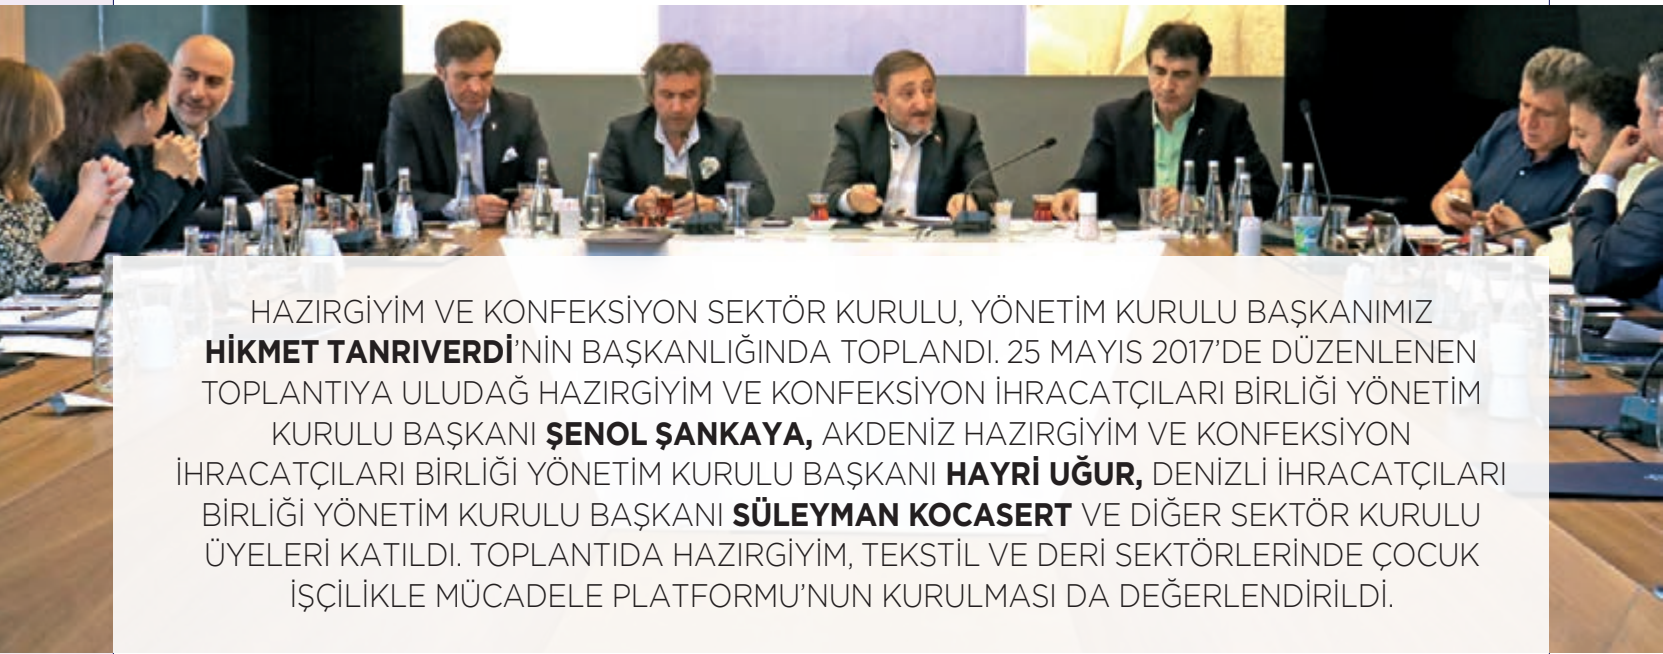 HAZIRGİYİM VE KONFEKSİYON SEKTÖR KURULU, YÖNETİM KURULU BAŞKANIMIZ
HİKMET TANRIVERDİ'NİN BAŞKANLIĞINDA TOPLANDI. 25 MAYIS 2017'DE DÜZENLENEN
TOPLANTIYA ULUDAĞ HAZIRGİYİM VE KONFEKSİYON İHRACATÇILARI BİRLİĞİ YÖNETİM
KURULU BAŞKANI ŞENOL ŞANKAYA, AKDENİZ HAZIRGİYİM VE KONFEKSİYON
İHRACATÇILARI BİRLİĞİ YÖNETİM KURULU BAŞKANI HAYRİ UĞUR, DENİZLİ İHRACATÇILARI
BİRLİĞİ YÖNETİM KURULU BAŞKANI SÜLEYMAN KOCASERT VE DİĞER SEKTÖR KURULU
ÜYELERİ KATILDI. TOPLANTIDA HAZIRGİYİM, TEKSTİL VE DERİ SEKTÖRLERİNDE ÇOCUK
İŞÇİLİKLE MÜCADELE PLATFORMU'NUN KURULMASI DA DEĞERLENDİRİLDİ.